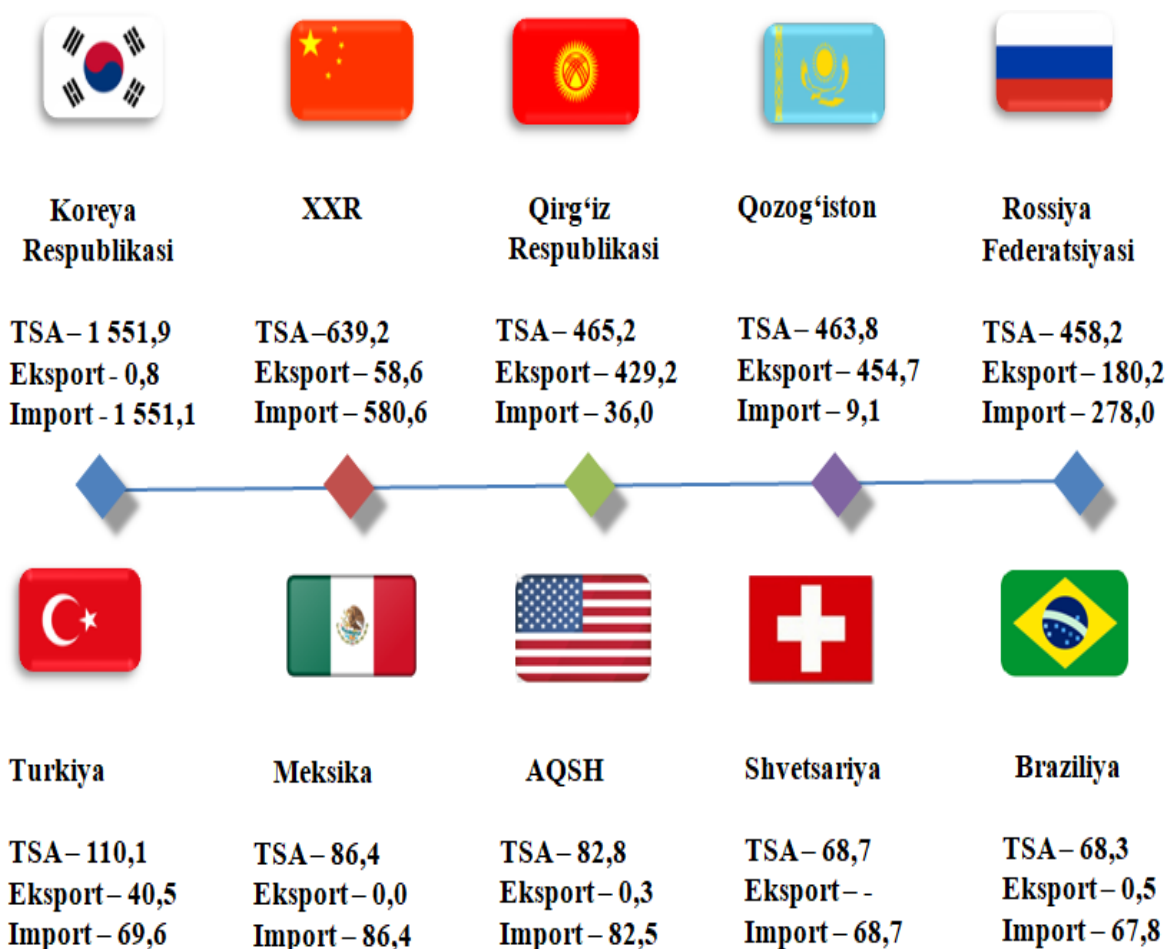 Koreya
Respublikasi
TSA – 1 551,9
Eksport - 0,8
Import - 1 551,1
XXR
TSA –639,2
Eksport – 58,6
Import – 580,6
Qirg‘iz
Respublikasi
TSA – 465,2
Eksport – 429,2
Import – 36,0
Qozog‘iston
TSA – 463,8
Eksport – 454,7
Import – 9,1
Rossiya
Federatsiyasi
TSA – 458,2
Eksport – 180,2
Import – 278,0
Turkiya
TSA – 110,1
Eksport – 40,5
Import – 69,6
Meksika
TSA – 86,4
Eksport – 0,0
Import – 86,4
AQSH
TSA – 82,8
Eksport – 0,3
Import – 82,5
Shvetsariya
TSA – 68,7
Eksport – -
Import – 68,7
Braziliya
TSA – 68,3
Eksport – 0,5
Import – 67,8